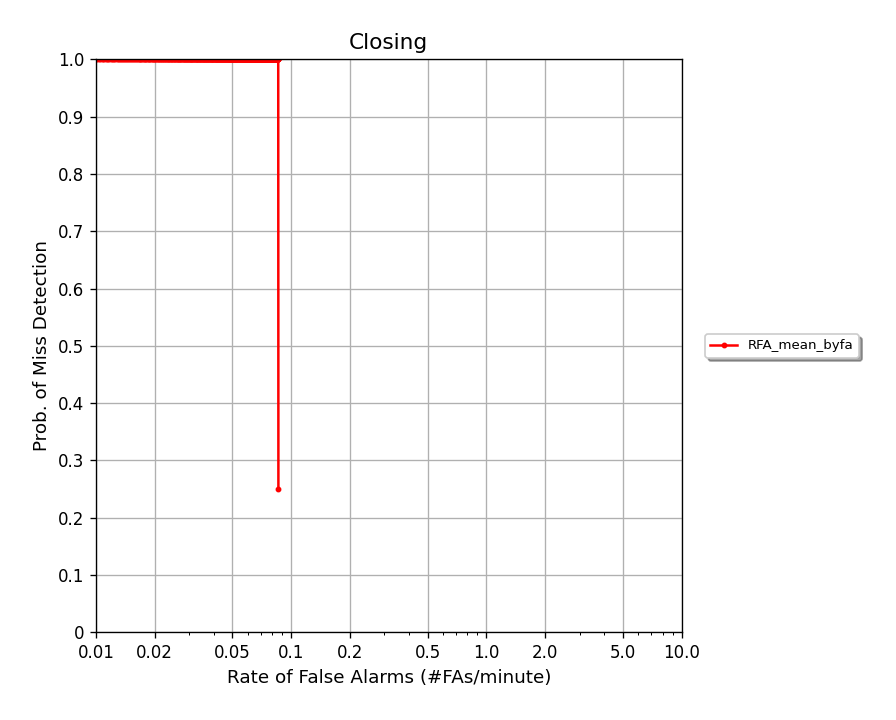 Closing
Prob. of Miss Detection
1.0
0.9
0.8
0.7
0.6
0.5
0.4
0.3
0.2
0.1
0
0.01 0.02 0.05 0.1 0.2 0.5 1.0 2.0 5.0 10.0
Rate of False Alarms (#FAs/minute)
RFA_mean_byfa